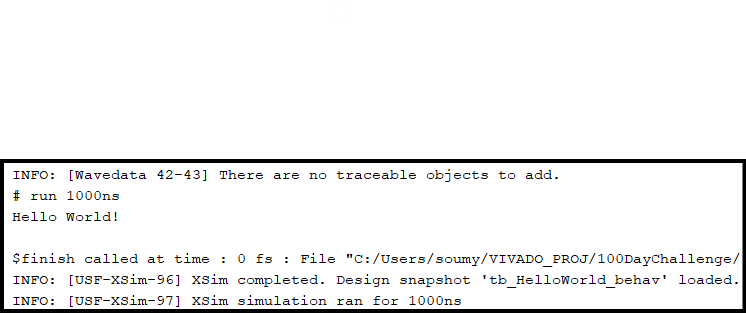 INFO: [Wavedata 42-43] There are no traceable objects to add.
# run 1000ns
Hello World!
$finish called at time : 0 fs : File "C:/Users/soumy/VIVADO_PROJ/100DayChallenge/
INFO: [USF-XSim-96] XSim completed. Design snapshot 'tb_HelloWorld_behav' loaded.
INFO: [USF-XSim-97] XSim simulation ran for 1000ns